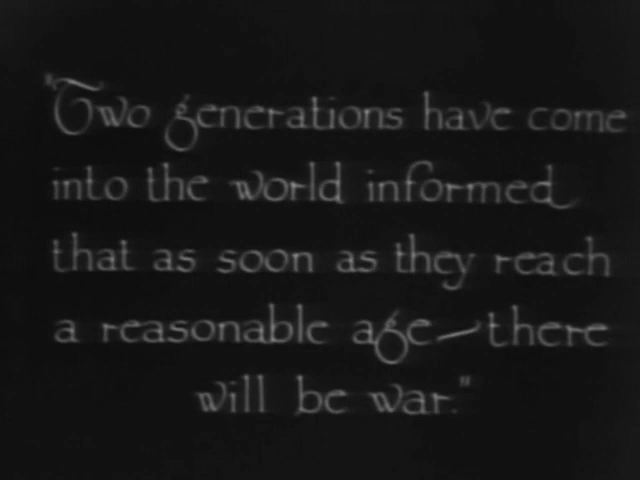 "Two generations have come
into the world informed
that as soon as they reach
a reasonable age—there
will be war."